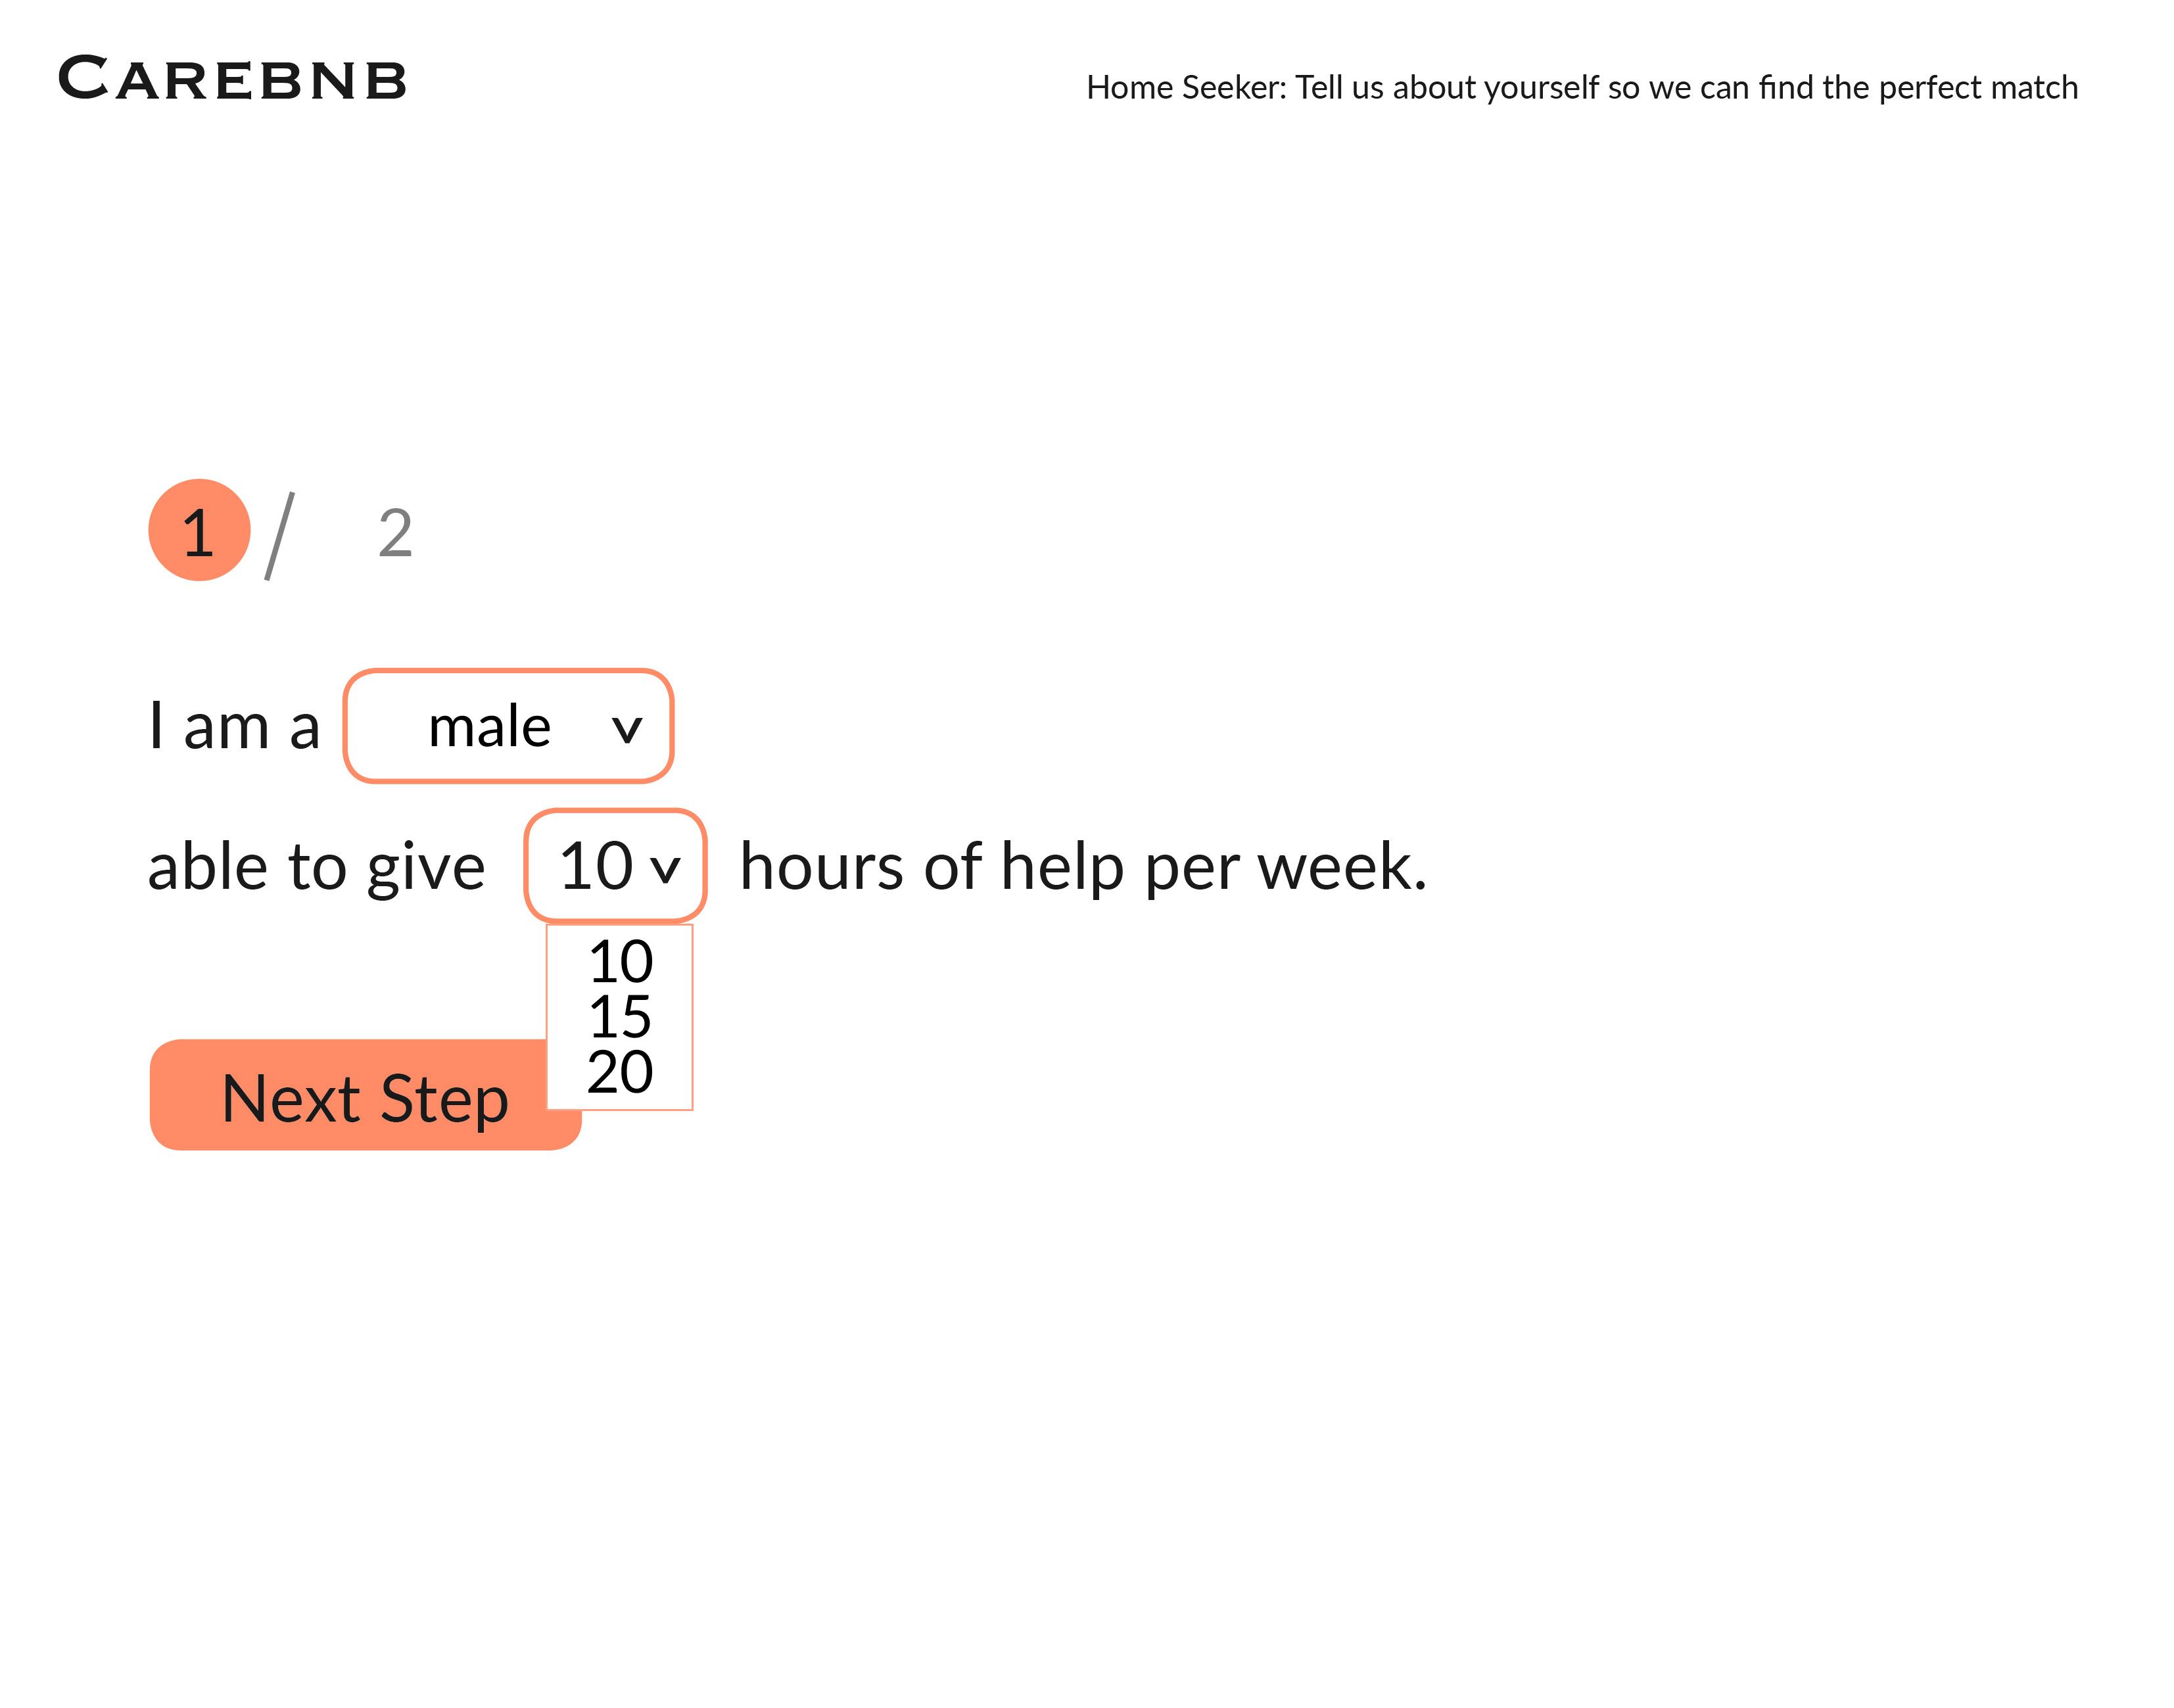 CAREBNB
Home Seeker: Tell us about yourself so we can find the perfect match
1 / 2
I am a male v
able to give 10 v hours of help per week.
10
15
20
Next Step